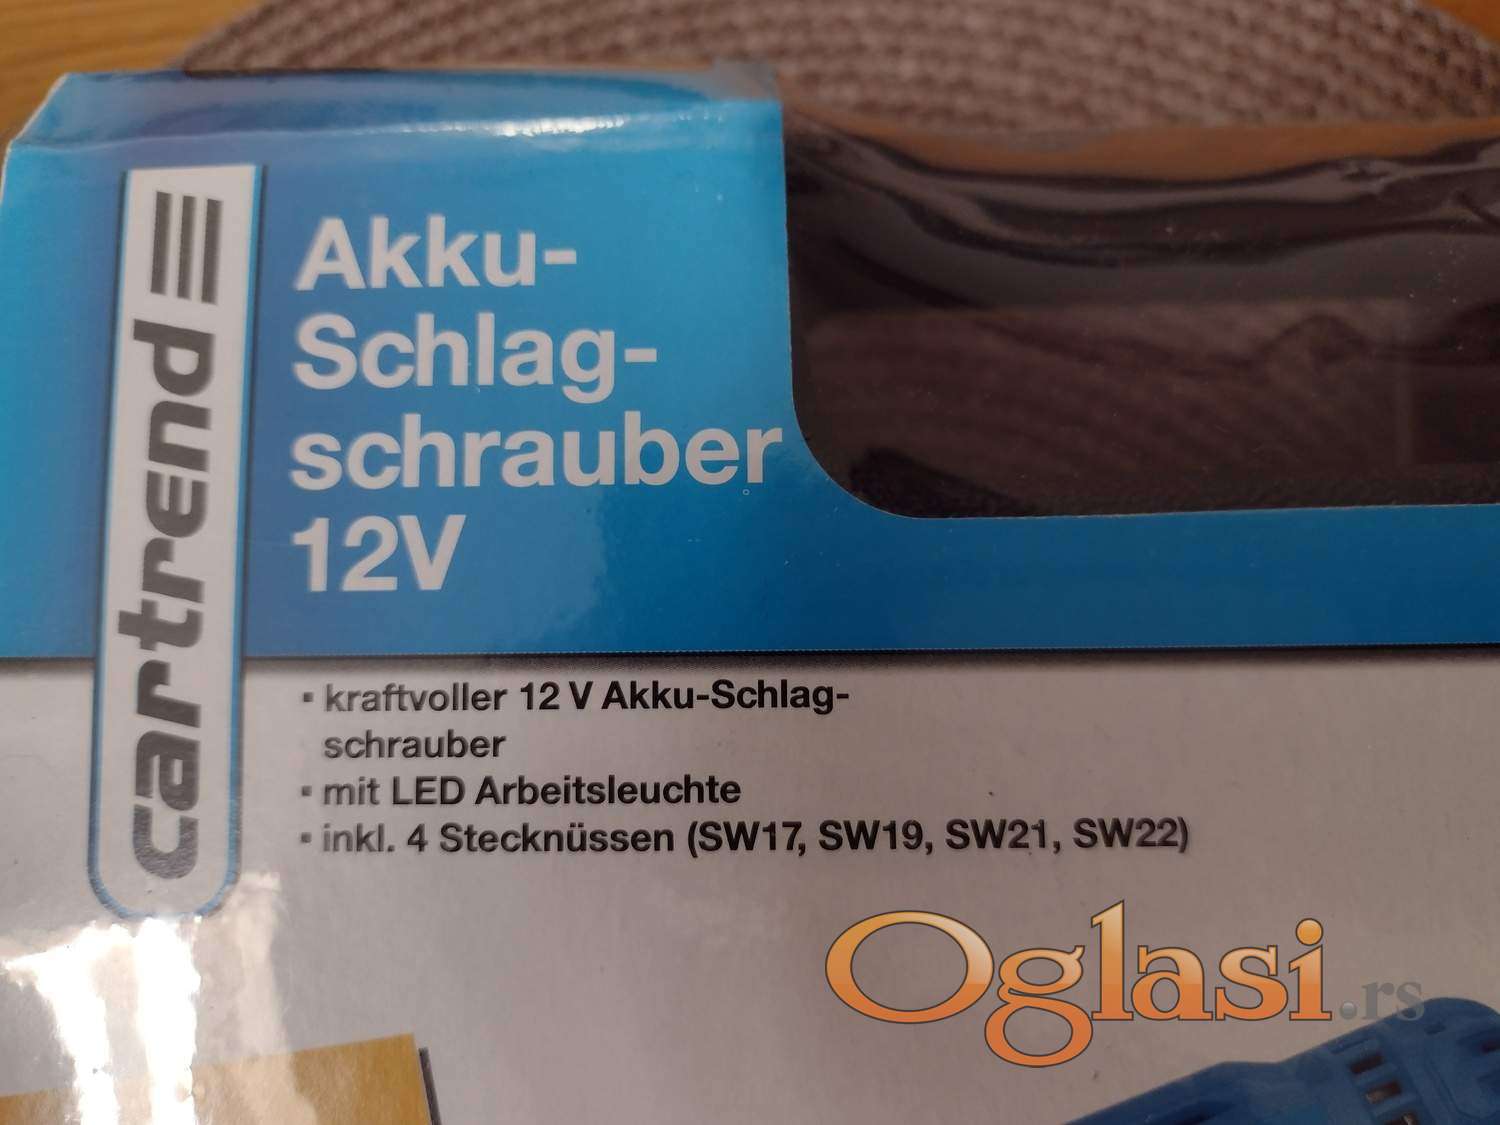 cartrend
Akku-
Schlag-
schrauber
12V
▪ kraftvoller 12 V Akku-Schlag-
schrauber
▪ mit LED Arbeitsleuchte
▪ inkl. 4 Stecknüssen (SW17, SW19, SW21, SW22)
Oglasi.rs